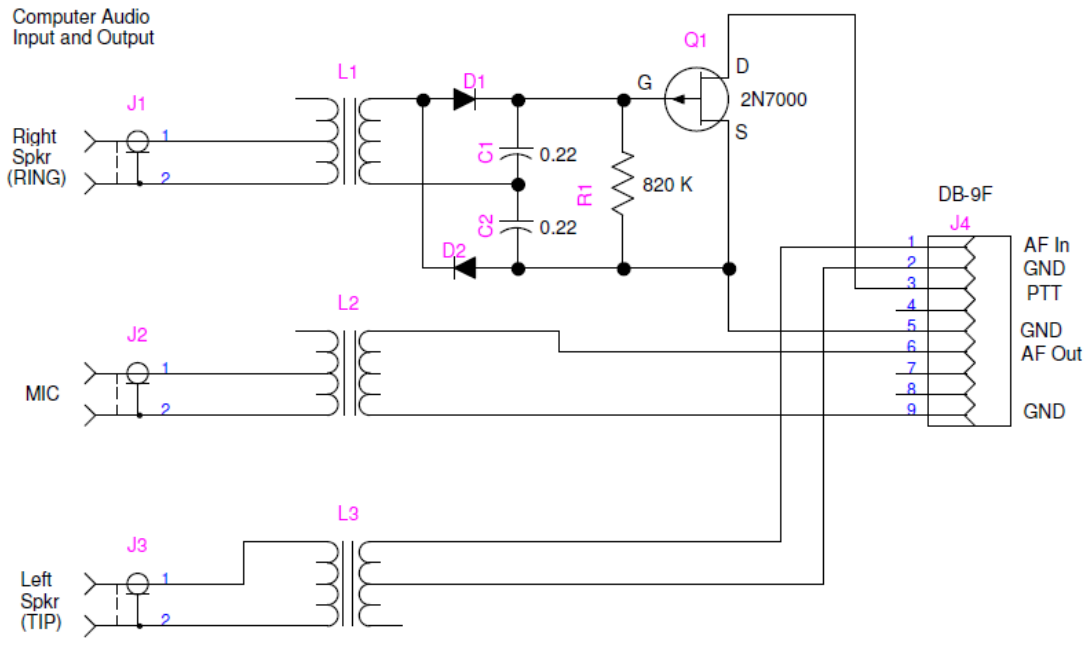 Computer Audio
Input and Output
J1
Right
Spkr
(RING)
1
2
L1
D1
C1
0.22
C2
0.22
D2
R1
820 K
Q1
G
D
2N7000
S
J2
MIC
1
2
L2
J3
Left
Spkr
(TIP)
1
2
L3
DB-9F
J4
1 AF In
2 GND
3 PTT
4
5 GND
6 AF Out
7
8
9 GND